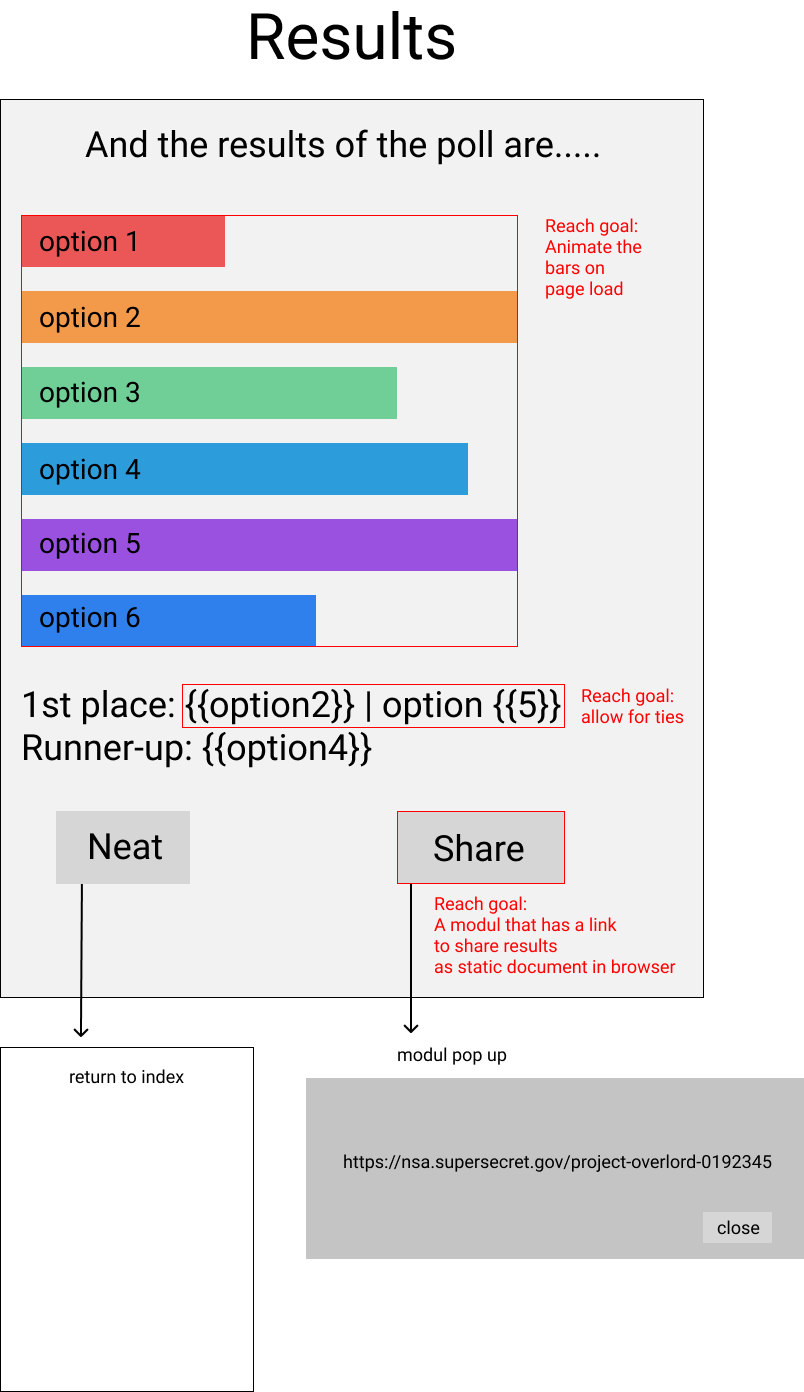 Results
And the results of the poll are.....
option 1
Reach goal:
Animate the
bars on
page load
option 2
option 3
option 4
option 5
option 6
1st place: {{option2}} | option {{5}}
Reach goal:
allow for ties
Runner-up: {{option4}}
Neat
Share
Reach goal:
A modul that has a link
to share results
as static document in browser
return to index
modul pop up
https://nsa.supersecret.gov/project-overlord-0192345
close